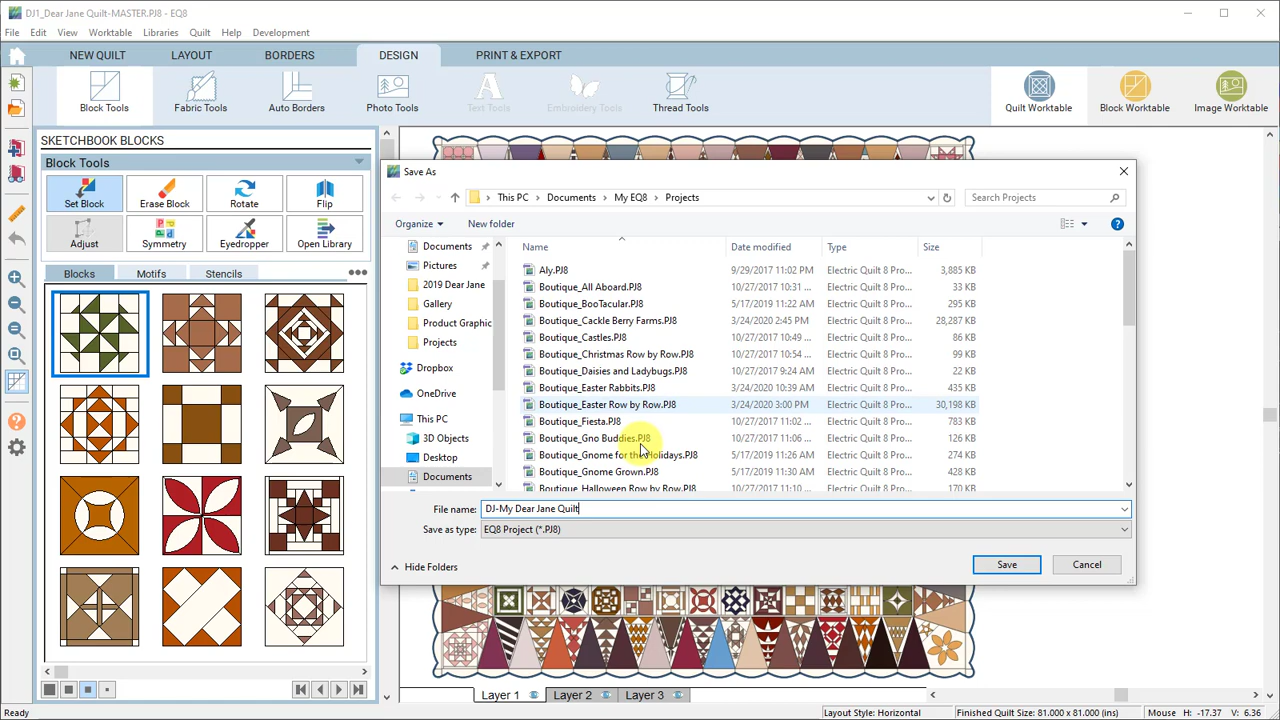 DJ1_Dear Jane Quilt-MASTER.PJ8 - EQ8
File Edit View Worktable Libraries Quilt Help Development
NEW QUILT LAYOUT BORDERS DESIGN PRINT & EXPORT
Block Tools Fabric Tools Auto Borders Photo Tools Text Tools Embroidery Tools Thread Tools Quilt Worktable Block Worktable Image Worktable
SKETCHBOOK BLOCKS
Block Tools
Set Block Erase Block Rotate Flip
Adjust Symmetry Eyedropper Open Library
Blocks Motifs Stencils
Save As
This PC > Documents > My EQ8 > Projects
Search Projects
Organize New folder
Documents
Pictures
2019 Dear Jane
Gallery
Product Graphic
Projects
Dropbox
OneDrive
This PC
3D Objects
Desktop
Documents
Name Date modified Type Size
Aly.PJ8 9/29/2017 11:02 PM Electric Quilt 8 Pro... 3,885 KB
Boutique_All Aboard.PJ8 10/27/2017 10:31 ... Electric Quilt 8 Pro... 33 KB
Boutique_BooTacular.PJ8 5/17/2019 11:22 AM Electric Quilt 8 Pro... 295 KB
Boutique_Cackle Berry Farms.PJ8 3/24/2020 2:45 PM Electric Quilt 8 Pro... 28,287 KB
Boutique_Castles.PJ8 10/27/2017 10:49 ... Electric Quilt 8 Pro... 86 KB
Boutique_Christmas Row by Row.PJ8 10/27/2017 10:54 ... Electric Quilt 8 Pro... 99 KB
Boutique_Daisies and Ladybugs.PJ8 10/27/2017 9:24 AM Electric Quilt 8 Pro... 22 KB
Boutique_Easter Rabbits.PJ8 3/24/2020 10:39 AM Electric Quilt 8 Pro... 435 KB
Boutique_Easter Row by Row.PJ8 3/24/2020 3:00 PM Electric Quilt 8 Pro... 30,198 KB
Boutique_Fiesta.PJ8 10/27/2017 11:02 ... Electric Quilt 8 Pro... 783 KB
Boutique_Gno Buddies.PJ8 10/27/2017 11:06 ... Electric Quilt 8 Pro... 126 KB
Boutique_Gnome for the Holidays.PJ8 5/17/2019 11:26 AM Electric Quilt 8 Pro... 274 KB
Boutique_Gnome Grown.PJ8 5/17/2019 11:30 AM Electric Quilt 8 Pro... 428 KB
Boutique_Halloween Row by Row.PJ8 10/27/2017 11:10 ... Electric Quilt 8 Pro... 170 KB
File name: DJ-My Dear Jane Quilt
Save as type: EQ8 Project (*.PJ8)
Hide Folders Save Cancel
Layer 1 Layer 2 Layer 3
Ready Layout Style: Horizontal Finished Quilt Size: 81.000 x 81.000 (ins) Mouse H: -17.37 V: 6.36